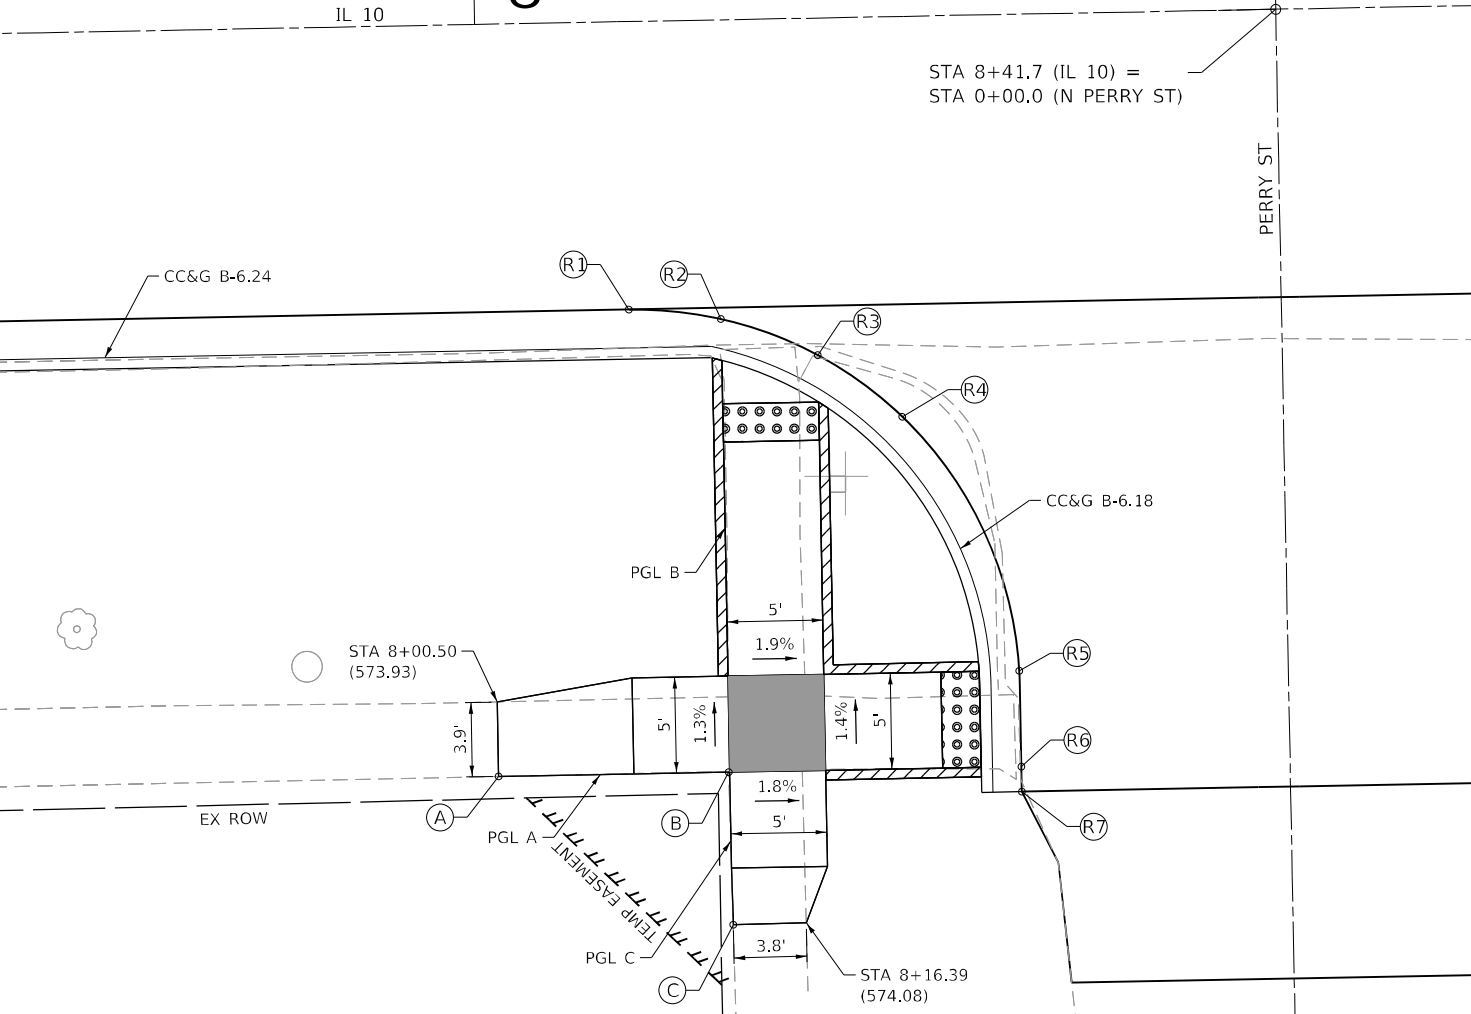 IL 10
STA 8+41.7 (IL 10) =
STA 0+00.0 (N PERRY ST)
PERRY ST
CC&G B-6.24
R1
R2
R3
R4
CC&G B-6.18
PGL B
5'
1.9%
STA 8+00.50
(573.93)
R5
3.9'
5'
1.3%
1.4%
5'
R6
1.8%
5'
EX ROW
A
PGL A
B
R7
TEMP EASEMENT
PGL C
3.8'
C
STA 8+16.39
(574.08)